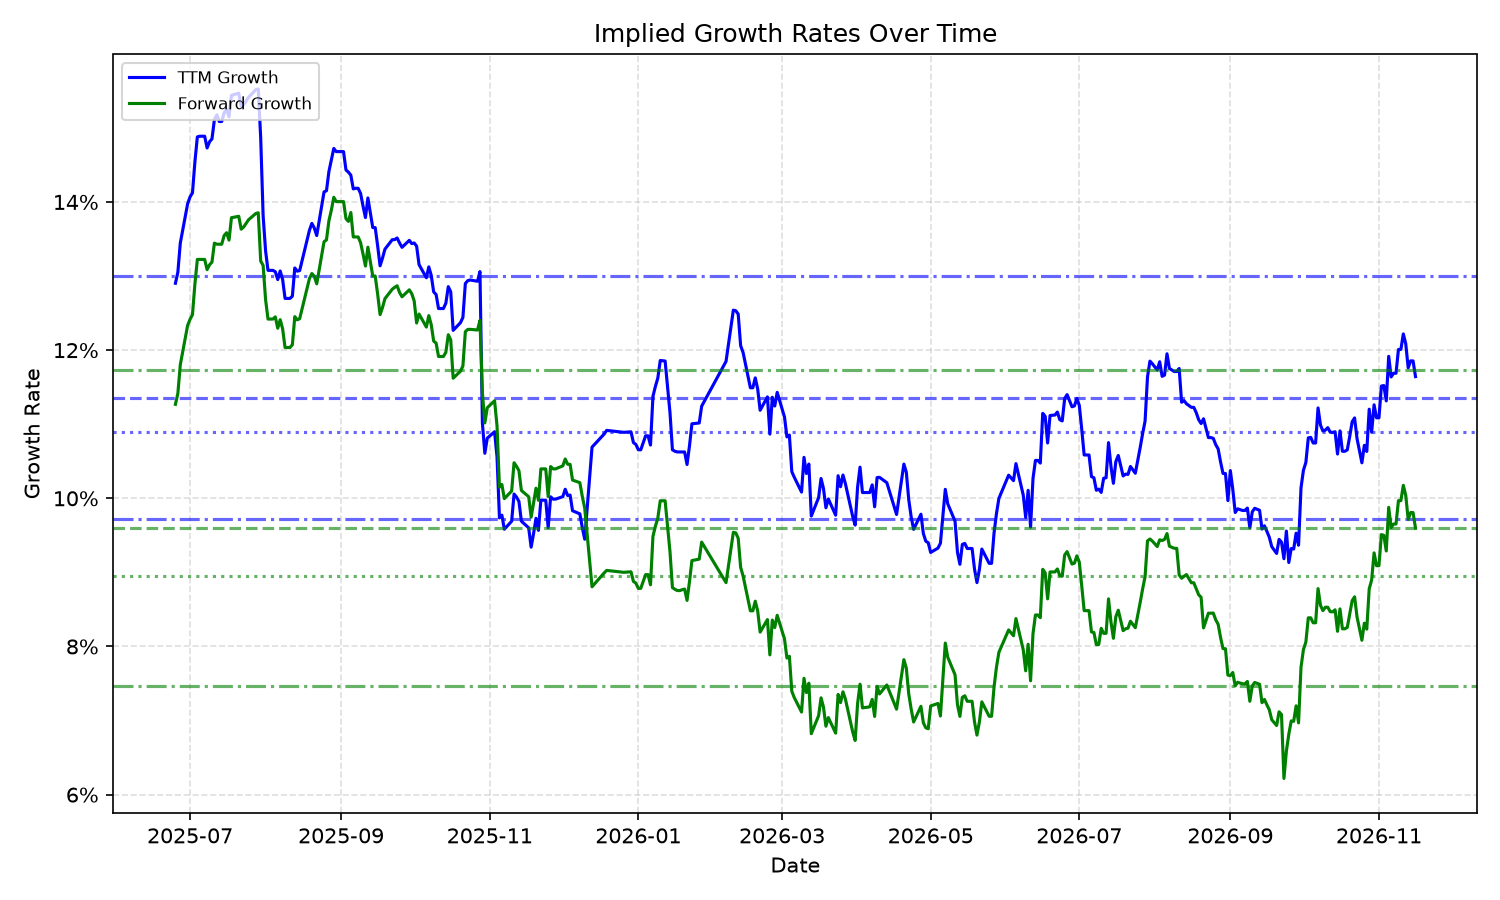 Implied Growth Rates Over Time
TTM Growth
Forward Growth
Growth Rate
14%
12%
10%
8%
6%
2025-07
2025-09
2025-11
2026-01
2026-03
2026-05
2026-07
2026-09
2026-11
Date